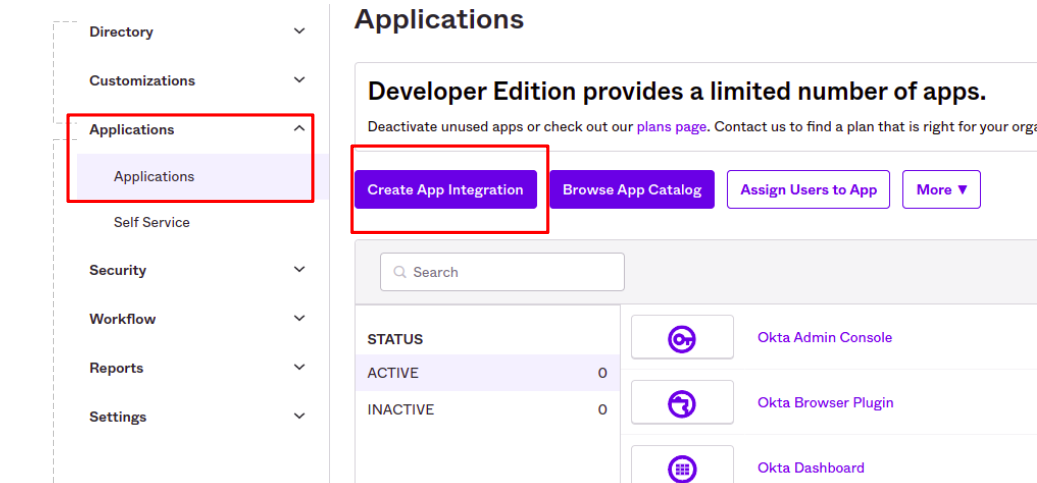 Directory
Customizations
Applications
Applications
Self Service
Security
Workflow
Reports
Settings
Applications
Developer Edition provides a limited number of apps.
Deactivate unused apps or check out our plans page. Contact us to find a plan that is right for your orga
Create App Integration
Browse App Catalog
Assign Users to App
More ▼
Search
STATUS
ACTIVE 0
INACTIVE 0
Okta Admin Console
Okta Browser Plugin
Okta Dashboard